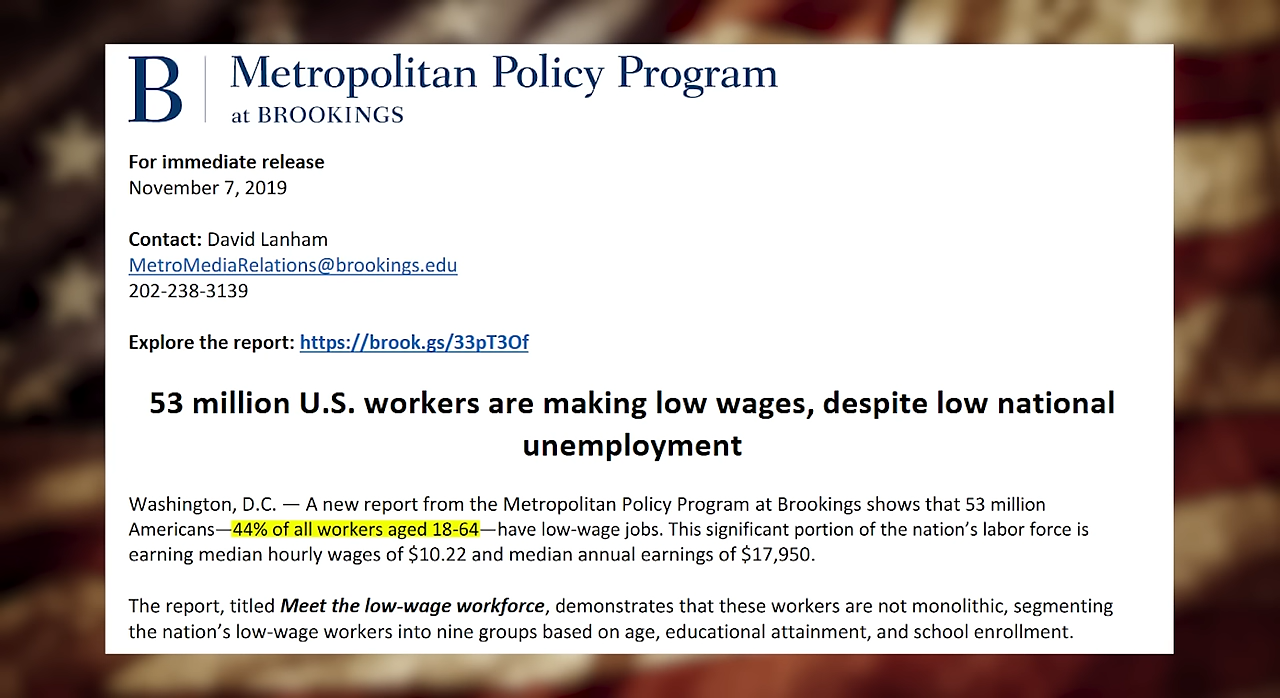 B
Metropolitan Policy Program
at BROOKINGS
For immediate release
November 7, 2019
Contact: David Lanham
MetroMediaRelations@brookings.edu
202-238-3139
Explore the report: https://brook.gs/33pT3Of
53 million U.S. workers are making low wages, despite low national
unemployment
Washington, D.C. — A new report from the Metropolitan Policy Program at Brookings shows that 53 million
Americans—44% of all workers aged 18-64—have low-wage jobs. This significant portion of the nation’s labor force is
earning median hourly wages of $10.22 and median annual earnings of $17,950.
The report, titled Meet the low-wage workforce, demonstrates that these workers are not monolithic, segmenting
the nation’s low-wage workers into nine groups based on age, educational attainment, and school enrollment.